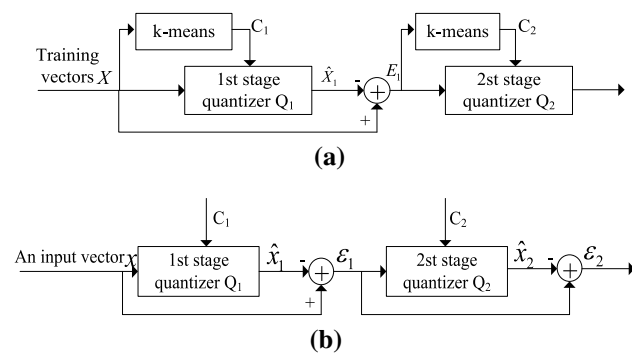 k-means
C1
k-means
C2
Training
vectors X
1st stage
quantizer Q1
X̂1
-
+
+
E1
2st stage
quantizer Q2
(a)
C1
C2
An input vector x
1st stage
quantizer Q1
x̂1
-
+
+
ε1
2st stage
quantizer Q2
x̂2
-
+
ε2
(b)